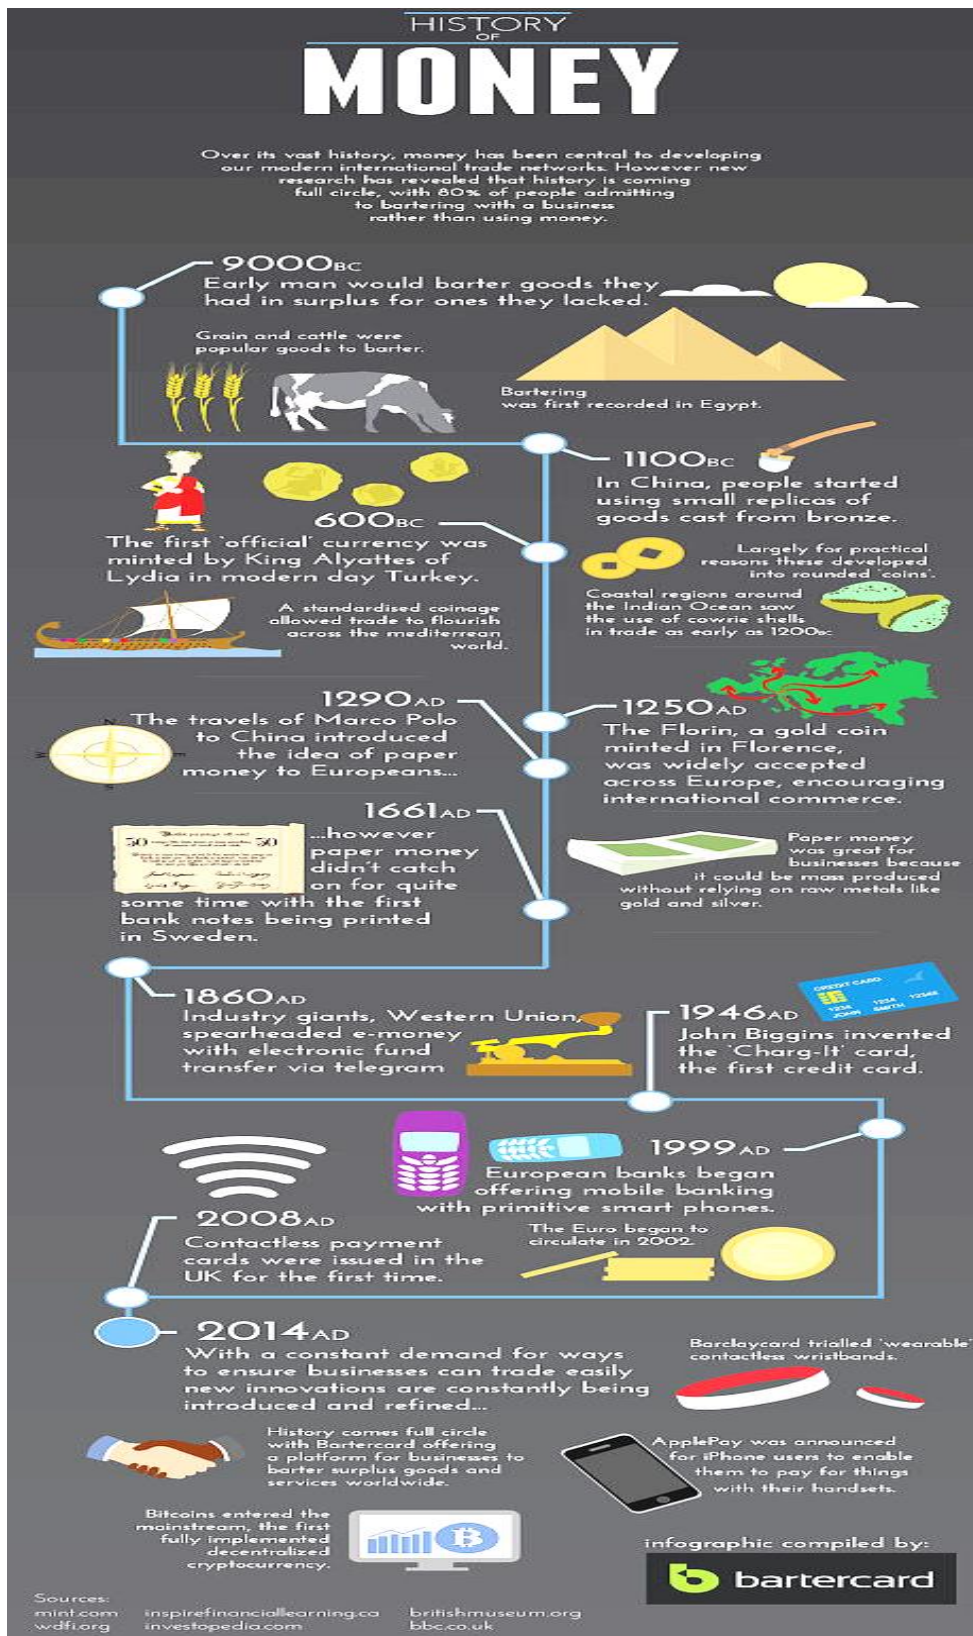 HISTORY
OF
MONEY
Over its vast history, money has been central to developing
our modern international trade networks. However new
research has revealed that history is coming
full circle, with 80% of people admitting
to bartering with a business
rather than using money.
9000BC
Early man would barter goods they
had in surplus for ones they lacked.
Grain and cattle were
popular goods to barter.
Bartering
was first recorded in Egypt.
1100BC
In China, people started
using small replicas of
goods cast from bronze.
600BC
The first 'official' currency was
minted by King Alyattes of
Lydia in modern day Turkey.
Largely for practical
reasons these developed
into rounded 'coins'.
A standardised coinage
allowed trade to flourish
across the mediterrean
world.
Coastal regions around
the Indian Ocean saw
the use of cowrie shells
in trade as early as 1200BC
1250AD
The Florin, a gold coin
minted in Florence,
was widely accepted
across Europe, encouraging
international commerce.
1290AD
The travels of Marco Polo
to China introduced
the idea of paper
money to Europeans...
N
E
S
W
1661AD
...however
paper money
didn't catch
on for quite
some time with the first
bank notes being printed
in Sweden.
50 50
Paper money
was great for
businesses because
it could be mass produced
without relying on raw metals like
gold and silver.
1860AD
Industry giants, Western Union,
spearheaded e-money
with electronic fund
transfer via telegram
CREDIT CARD
1234 1234 12345
JOHN SMITH
1946AD
John Biggins invented
the 'Charg-It' card,
the first credit card.
1999AD
European banks began
offering mobile banking
with primitive smart phones.
The Euro began to
circulate in 2002.
2008AD
Contactless payment
cards were issued in the
UK for the first time.
2014AD
With a constant demand for ways
to ensure businesses can trade easily
new innovations are constantly being
introduced and refined...
Barclaycard trialled 'wearable'
contactless wristbands.
History comes full circle
with Bartercard offering
a platform for businesses to
barter surplus goods and
services worldwide.
ApplePay was announced
for iPhone users to enable
them to pay for things
with their handsets.
Bitcoins entered the
mainstream, the first
fully implemented
decentralized
cryptocurrency.
infographic compiled by:
bartercard
Sources:
mint.com inspirefinanciallearning.ca britishmuseum.org
wdfi.org investopedia.com bbc.co.uk